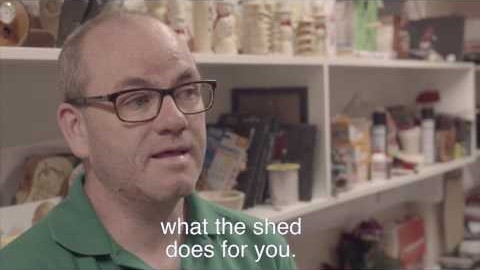 what the shed
does for you.